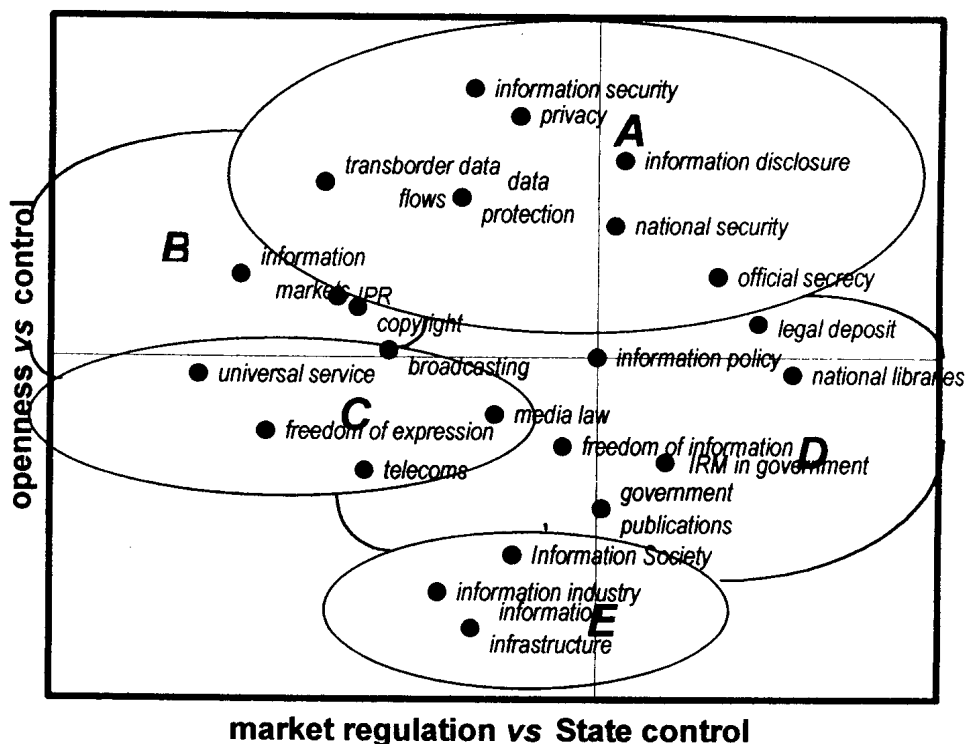 information security
privacy
A
information disclosure
transborder data
flows
data
protection
national security
B
information
markets
official secrecy
IPR
copyright
legal deposit
broadcasting
information policy
universal service
national libraries
C
media law
freedom of expression
freedom of information
D
telecoms
IRM in government
government
publications
Information Society
information industry
information
infrastructure
E
openness vs control
market regulation vs State control